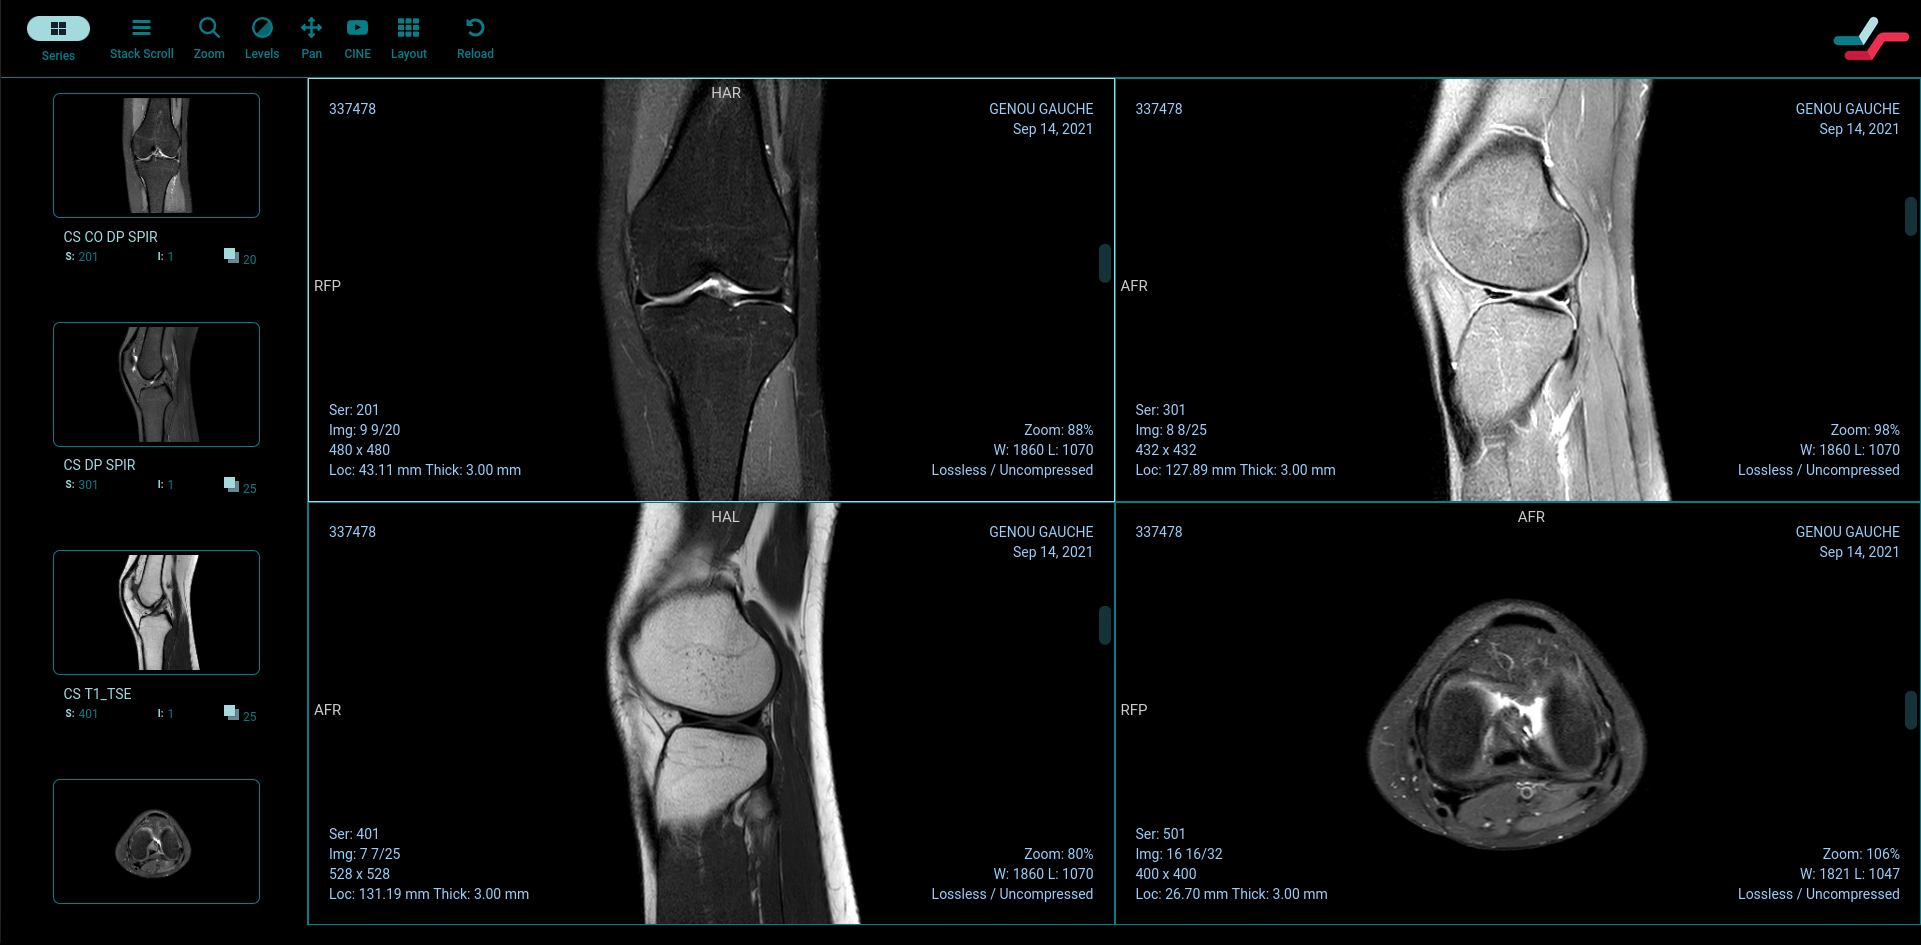 Series
Stack Scroll
Zoom
Levels
Pan
CINE
Layout
Reload
CS CO DP SPIR
S: 201 I: 1 20
CS DP SPIR
S: 301 I: 1 25
CS T1_TSE
S: 401 I: 1 25
HAR
337478
GENOU GAUCHE
Sep 14, 2021
RFP
Ser: 201
Img: 9 9/20
480 x 480
Loc: 43.11 mm Thick: 3.00 mm
Zoom: 88%
W: 1860 L: 1070
Lossless / Uncompressed
337478
GENOU GAUCHE
Sep 14, 2021
AFR
Ser: 301
Img: 8 8/25
432 x 432
Loc: 127.89 mm Thick: 3.00 mm
Zoom: 98%
W: 1860 L: 1070
Lossless / Uncompressed
HAL
337478
GENOU GAUCHE
Sep 14, 2021
AFR
Ser: 401
Img: 7 7/25
528 x 528
Loc: 131.19 mm Thick: 3.00 mm
Zoom: 80%
W: 1860 L: 1070
Lossless / Uncompressed
AFR
337478
GENOU GAUCHE
Sep 14, 2021
RFP
Ser: 501
Img: 16 16/32
400 x 400
Loc: 26.70 mm Thick: 3.00 mm
Zoom: 106%
W: 1821 L: 1047
Lossless / Uncompressed